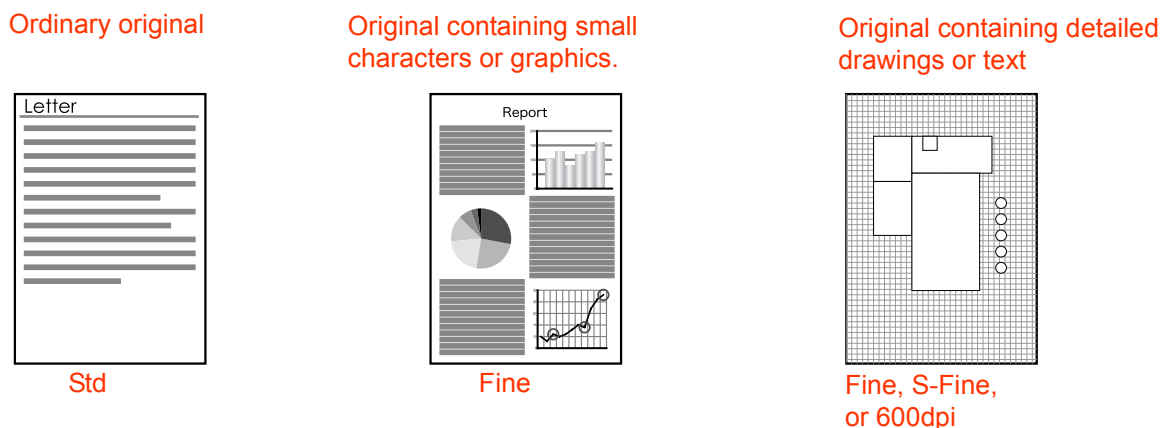 Ordinary original
Original containing small
characters or graphics.
Original containing detailed
drawings or text
Letter
Report
Std
Fine
Fine, S-Fine,
or 600dpi